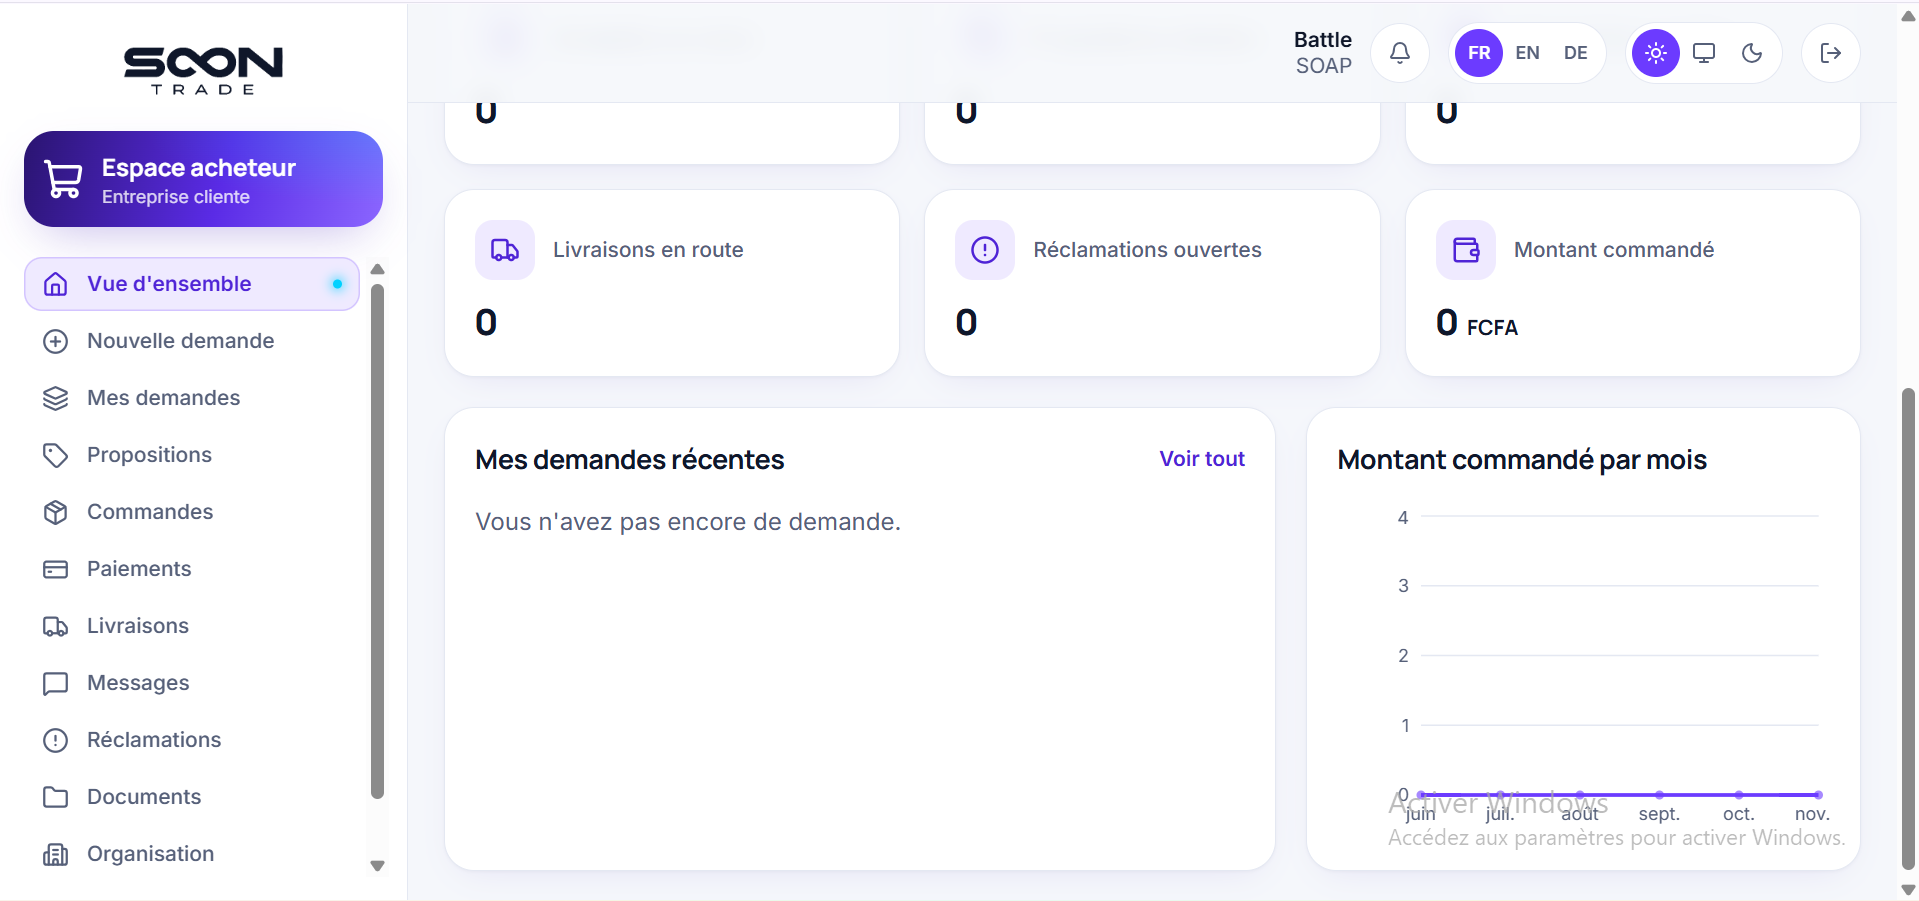 SOON
TRADE
Espace acheteur
Entreprise cliente
Vue d'ensemble
Nouvelle demande
Mes demandes
Propositions
Commandes
Paiements
Livraisons
Messages
Réclamations
Documents
Organisation
Battle
SOAP
FR EN DE
0 0 0
Livraisons en route
0
Réclamations ouvertes
0
Montant commandé
0 FCFA
Mes demandes récentes
Voir tout
Vous n'avez pas encore de demande.
Montant commandé par mois
4
3
2
1
0
juin juil. août sept. oct. nov.
Activer Windows
Accédez aux paramètres pour activer Windows.